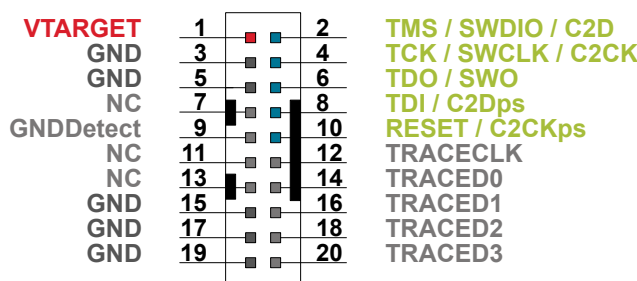 VTARGET 1 2 TMS / SWDIO / C2D
GND 3 4 TCK / SWCLK / C2CK
GND 5 6 TDO / SWO
NC 7 8 TDI / C2Dps
GNDDetect 9 10 RESET / C2CKps
NC 11 12 TRACECLK
NC 13 14 TRACED0
GND 15 16 TRACED1
GND 17 18 TRACED2
GND 19 20 TRACED3